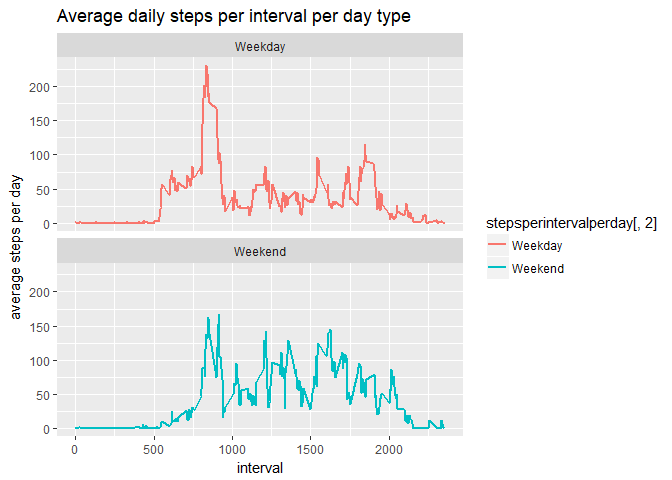 Average daily steps per interval per day type
Weekday
200
150
100
50
0
Weekend
200
150
100
50
0
average steps per day
0
500
1000
1500
2000
interval
stepsperintervalperday[, 2]
Weekday
Weekend